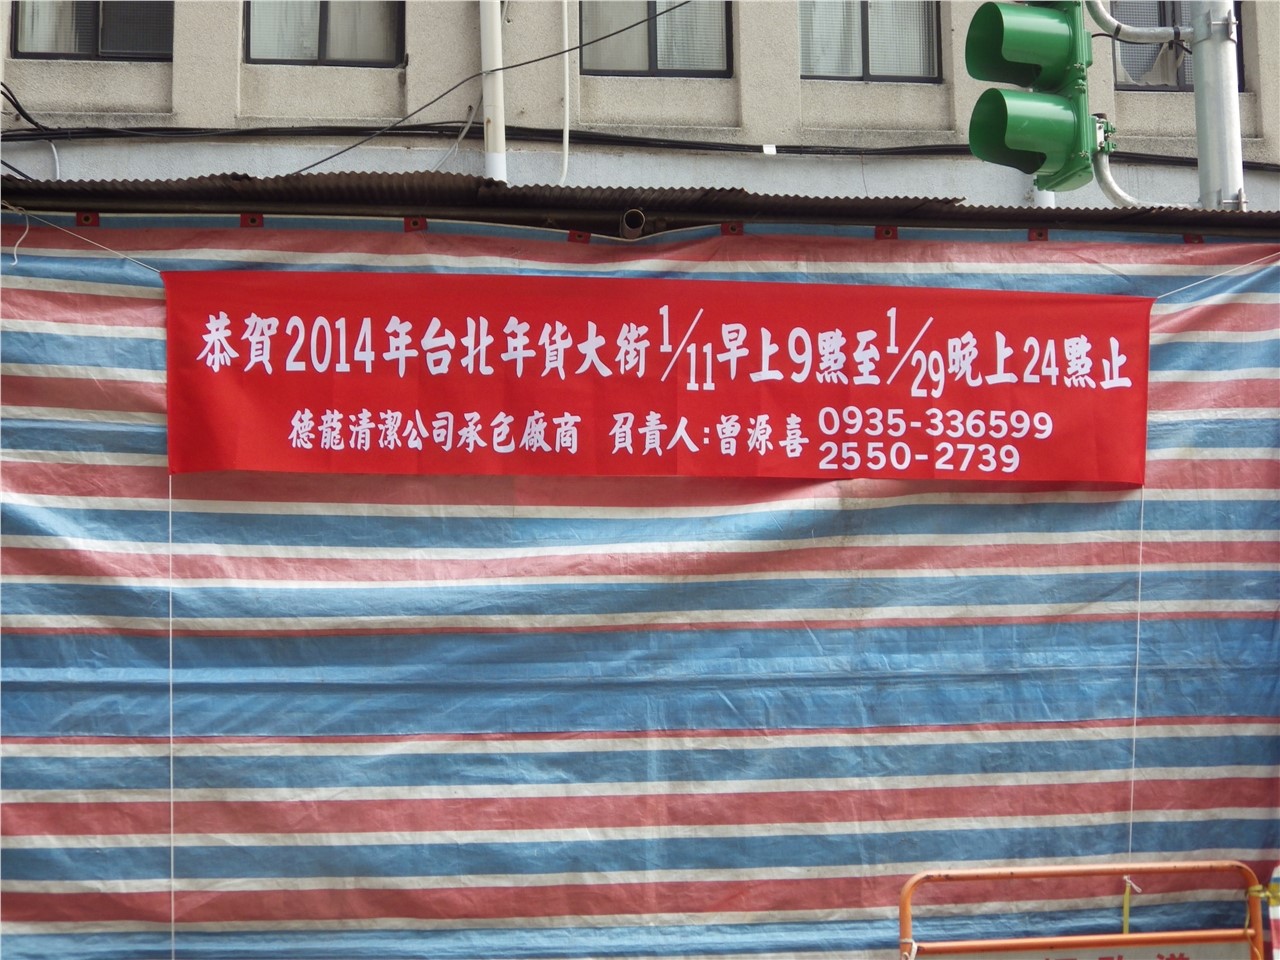 恭賀2014年台北年貨大街1/11早上9點至1/29晚上24點止
德龍清潔公司承包廠商 負責人:曾源喜 0935-336599
2550-2739